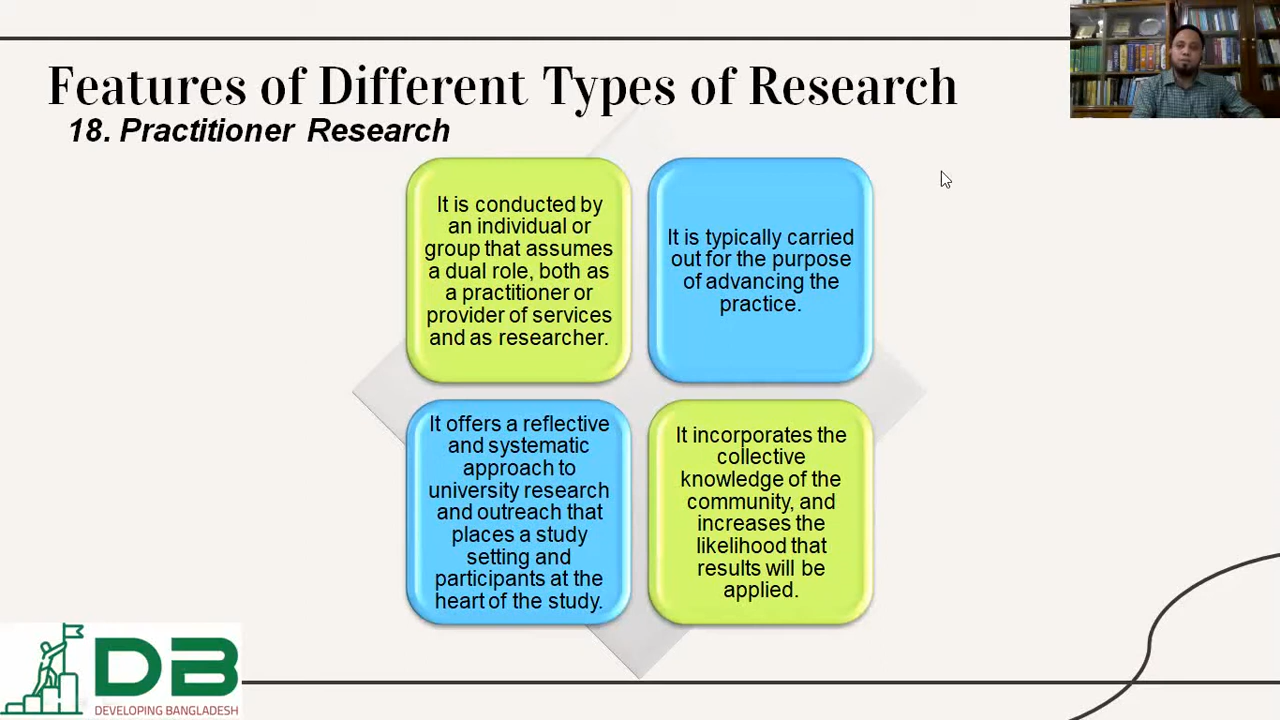 Features of Different Types of Research
18. Practitioner Research
It is conducted by
an individual or
group that assumes
a dual role, both as
a practitioner or
provider of services
and as researcher.
It is typically carried
out for the purpose
of advancing the
practice.
It offers a reflective
and systematic
approach to
university research
and outreach that
places a study
setting and
participants at the
heart of the study.
It incorporates the
collective
knowledge of the
community, and
increases the
likelihood that
results will be
applied.
DB
DEVELOPING BANGLADESH